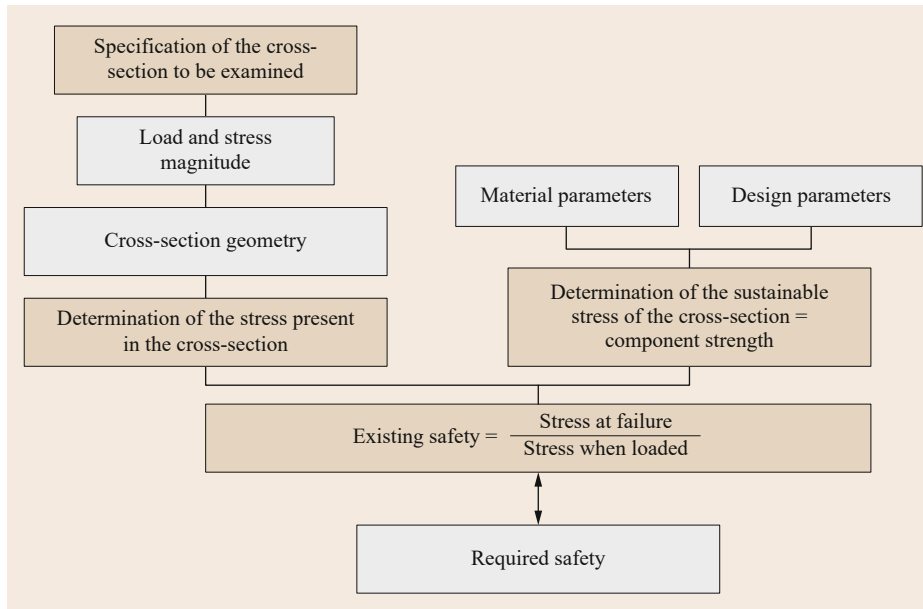 Specification of the cross-
section to be examined
Load and stress
magnitude
Cross-section geometry
Determination of the stress present
in the cross-section
Material parameters
Design parameters
Determination of the sustainable
stress of the cross-section =
component strength
Existing safety =
Stress at failure
Stress when loaded
Required safety